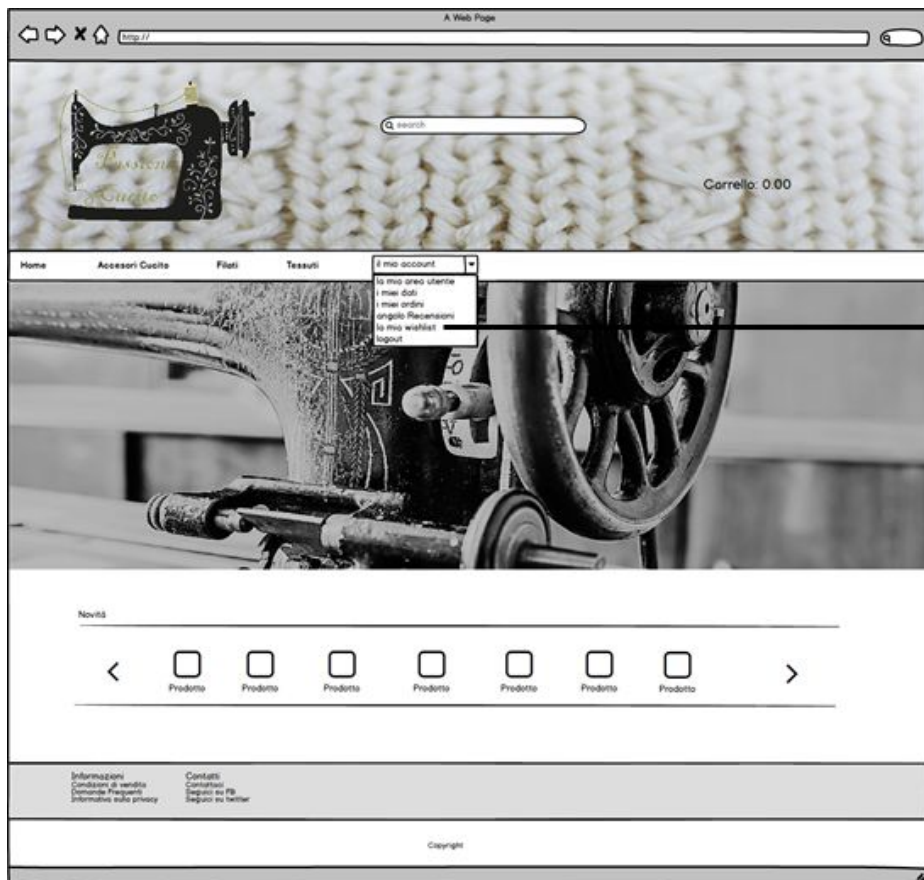 A Web Page
http://
search
Passione
Cucito
Carrello: 0.00
Home
Accesori Cucito
Filati
Tessuti
il mio account
la mia area utente
i miei dati
i miei ordini
angolo Recensioni
la mia wishlist
logout
Novità
Prodotto
Prodotto
Prodotto
Prodotto
Prodotto
Prodotto
Prodotto
Informazioni
Condizioni di vendita
Domande Frequenti
Informativa sulla privacy
Contatti
Contattaci
Seguici su FB
Seguici su twitter
Copyright